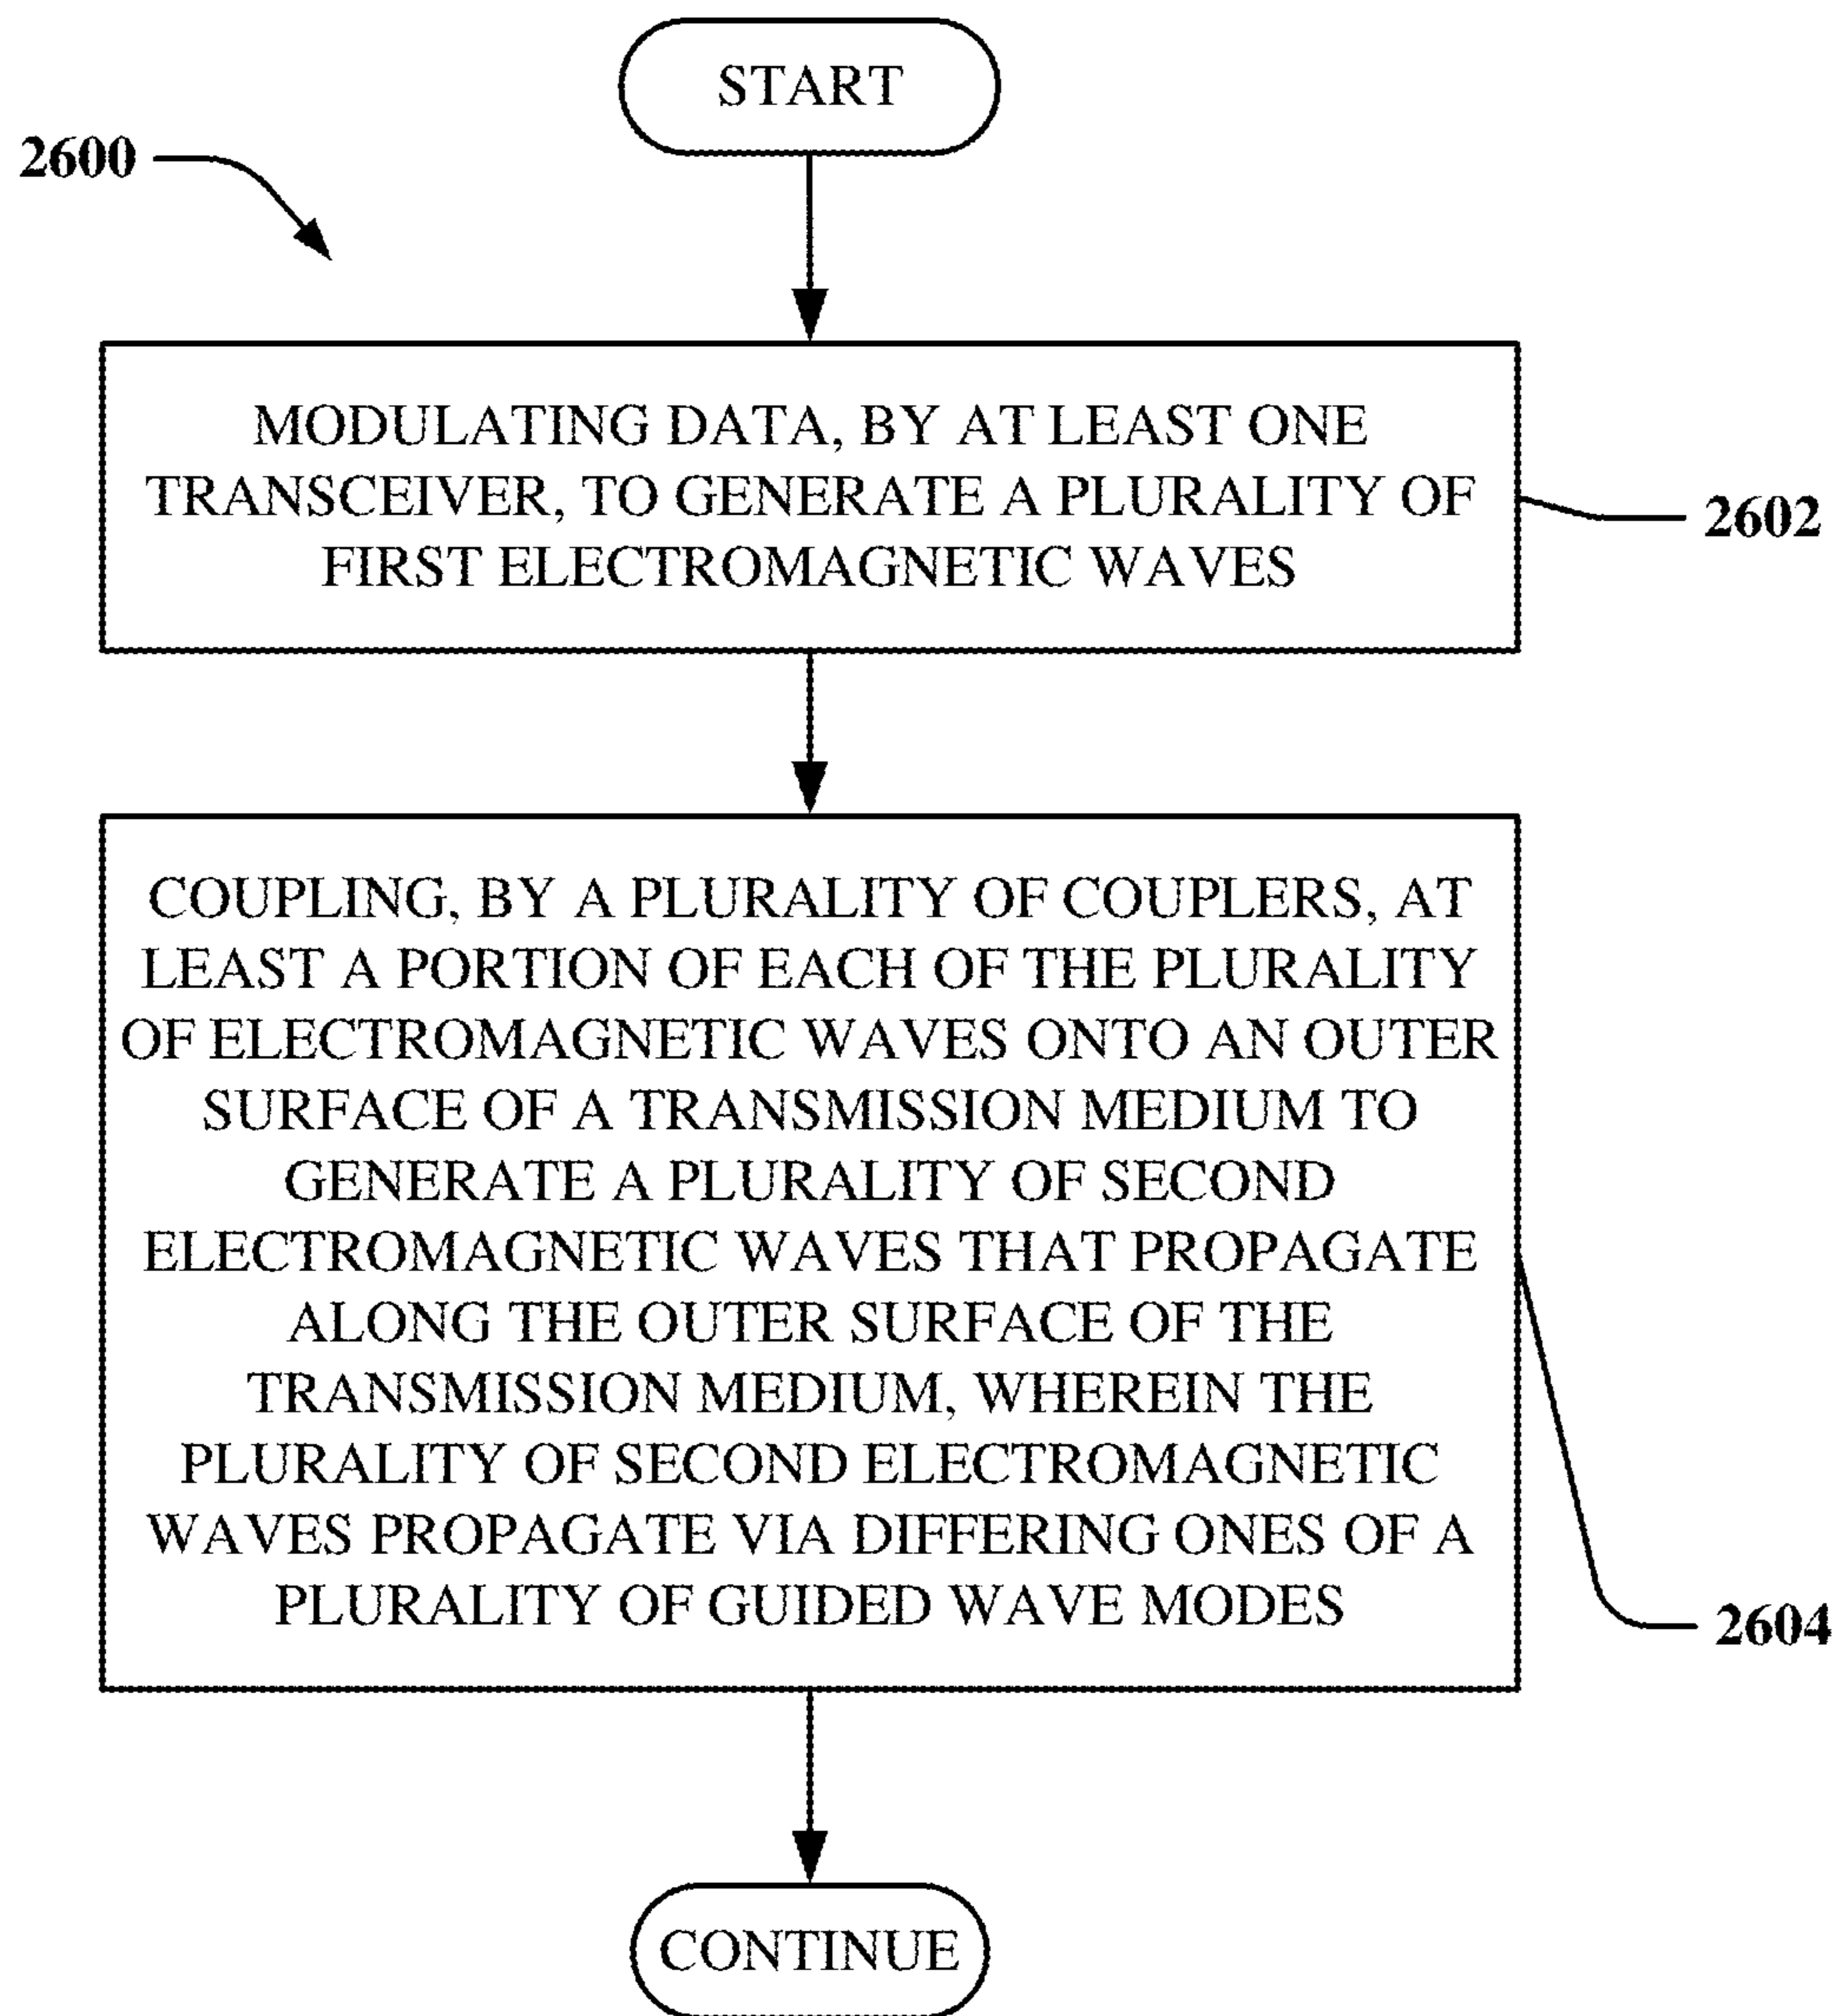 START
2600
MODULATING DATA, BY AT LEAST ONE
TRANSCEIVER, TO GENERATE A PLURALITY OF
FIRST ELECTROMAGNETIC WAVES
2602
COUPLING, BY A PLURALITY OF COUPLERS, AT
LEAST A PORTION OF EACH OF THE PLURALITY
OF ELECTROMAGNETIC WAVES ONTO AN OUTER
SURFACE OF A TRANSMISSION MEDIUM TO
GENERATE A PLURALITY OF SECOND
ELECTROMAGNETIC WAVES THAT PROPAGATE
ALONG THE OUTER SURFACE OF THE
TRANSMISSION MEDIUM, WHEREIN THE
PLURALITY OF SECOND ELECTROMAGNETIC
WAVES PROPAGATE VIA DIFFERING ONES OF A
PLURALITY OF GUIDED WAVE MODES
2604
CONTINUE